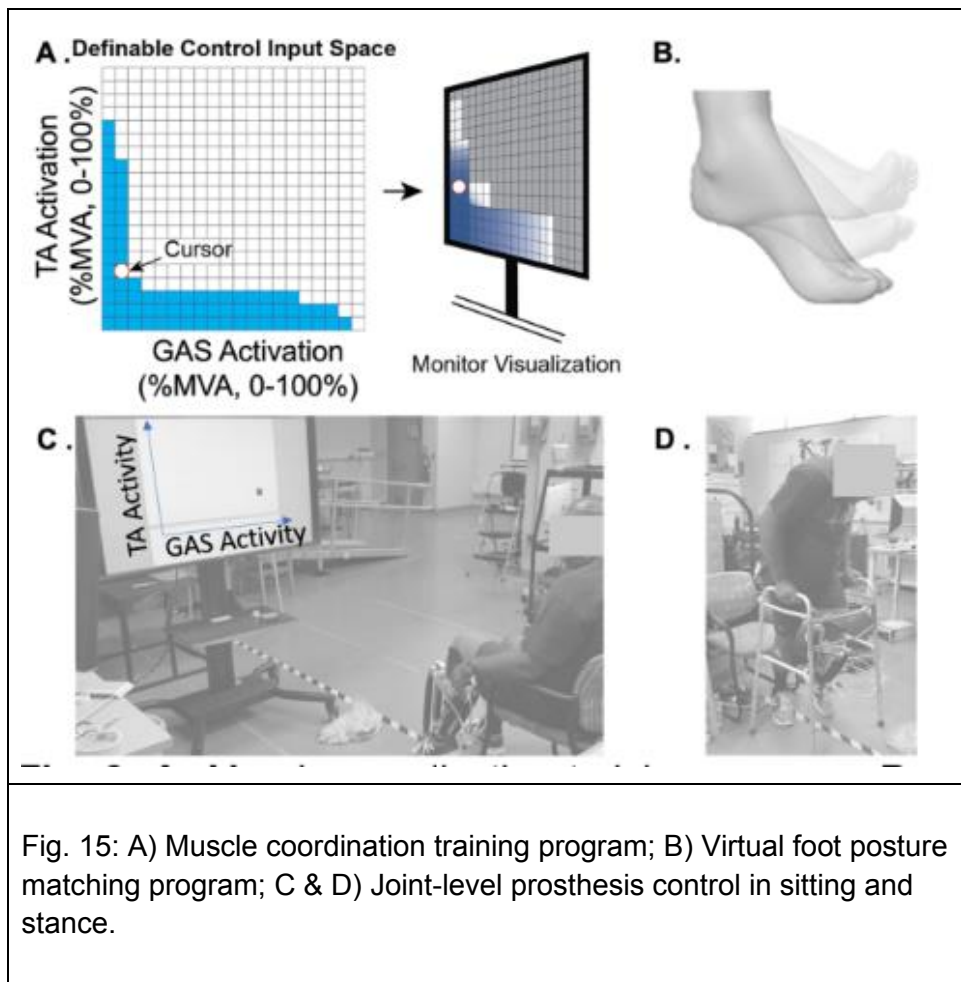 A. Definable Control Input Space
B.
TA Activation
(%MVA, 0-100%)
Cursor
GAS Activation
(%MVA, 0-100%)
Monitor Visualization
C.
D.
TA Activity
GAS Activity
Fig. 15: A) Muscle coordination training program; B) Virtual foot posture
matching program; C & D) Joint-level prosthesis control in sitting and
stance.